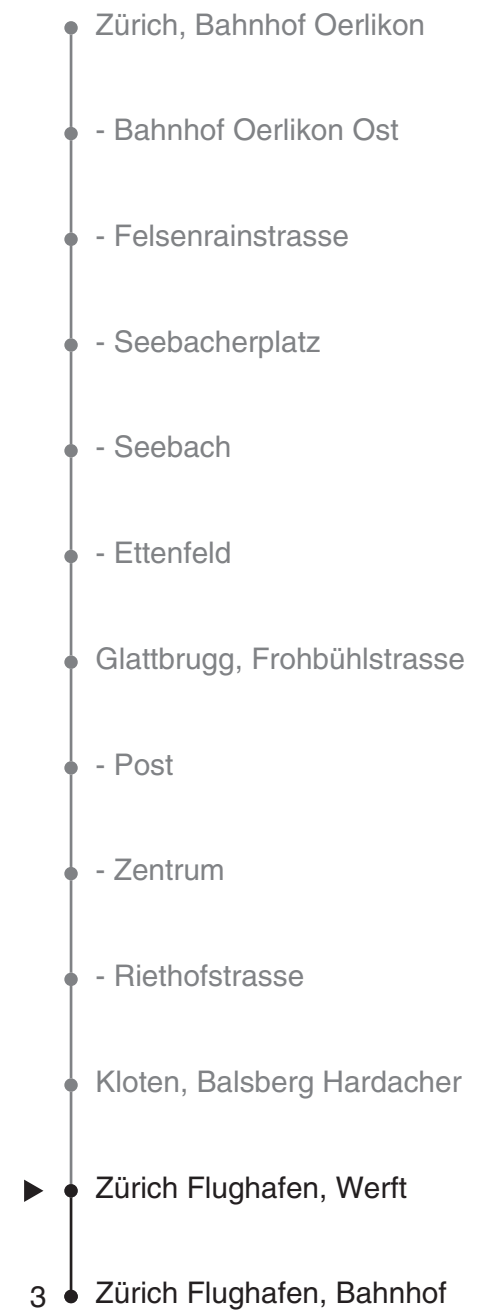 Zürich, Bahnhof Oerlikon
- Bahnhof Oerlikon Ost
- Felsenrainstrasse
- Seebacherplatz
- Seebach
- Ettenfeld
Glattbrugg, Frohbühlstrasse
- Post
- Zentrum
- Riethofstrasse
Kloten, Balsberg Hardacher
Zürich Flughafen, Werft
3 Zürich Flughafen, Bahnhof